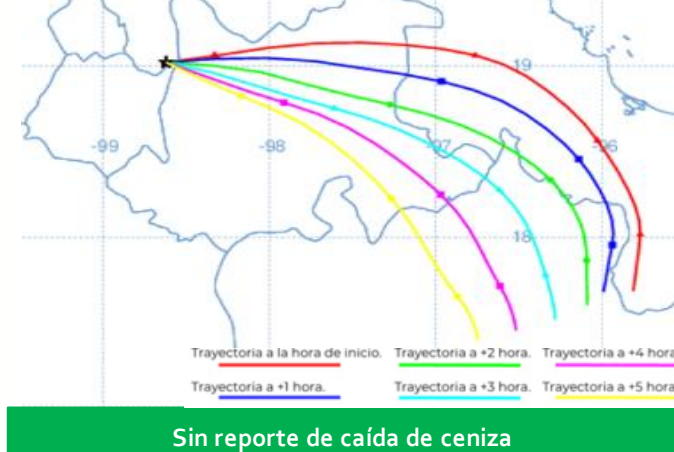 19
-99 -98 -97 -96
18
Trayectoria a la hora de inicio. Trayectoria a +2 hora. Trayectoria a +4 hora
Trayectoria a +1 hora. Trayectoria a +3 hora. Trayectoria a +5 hora
Sin reporte de caída de ceniza